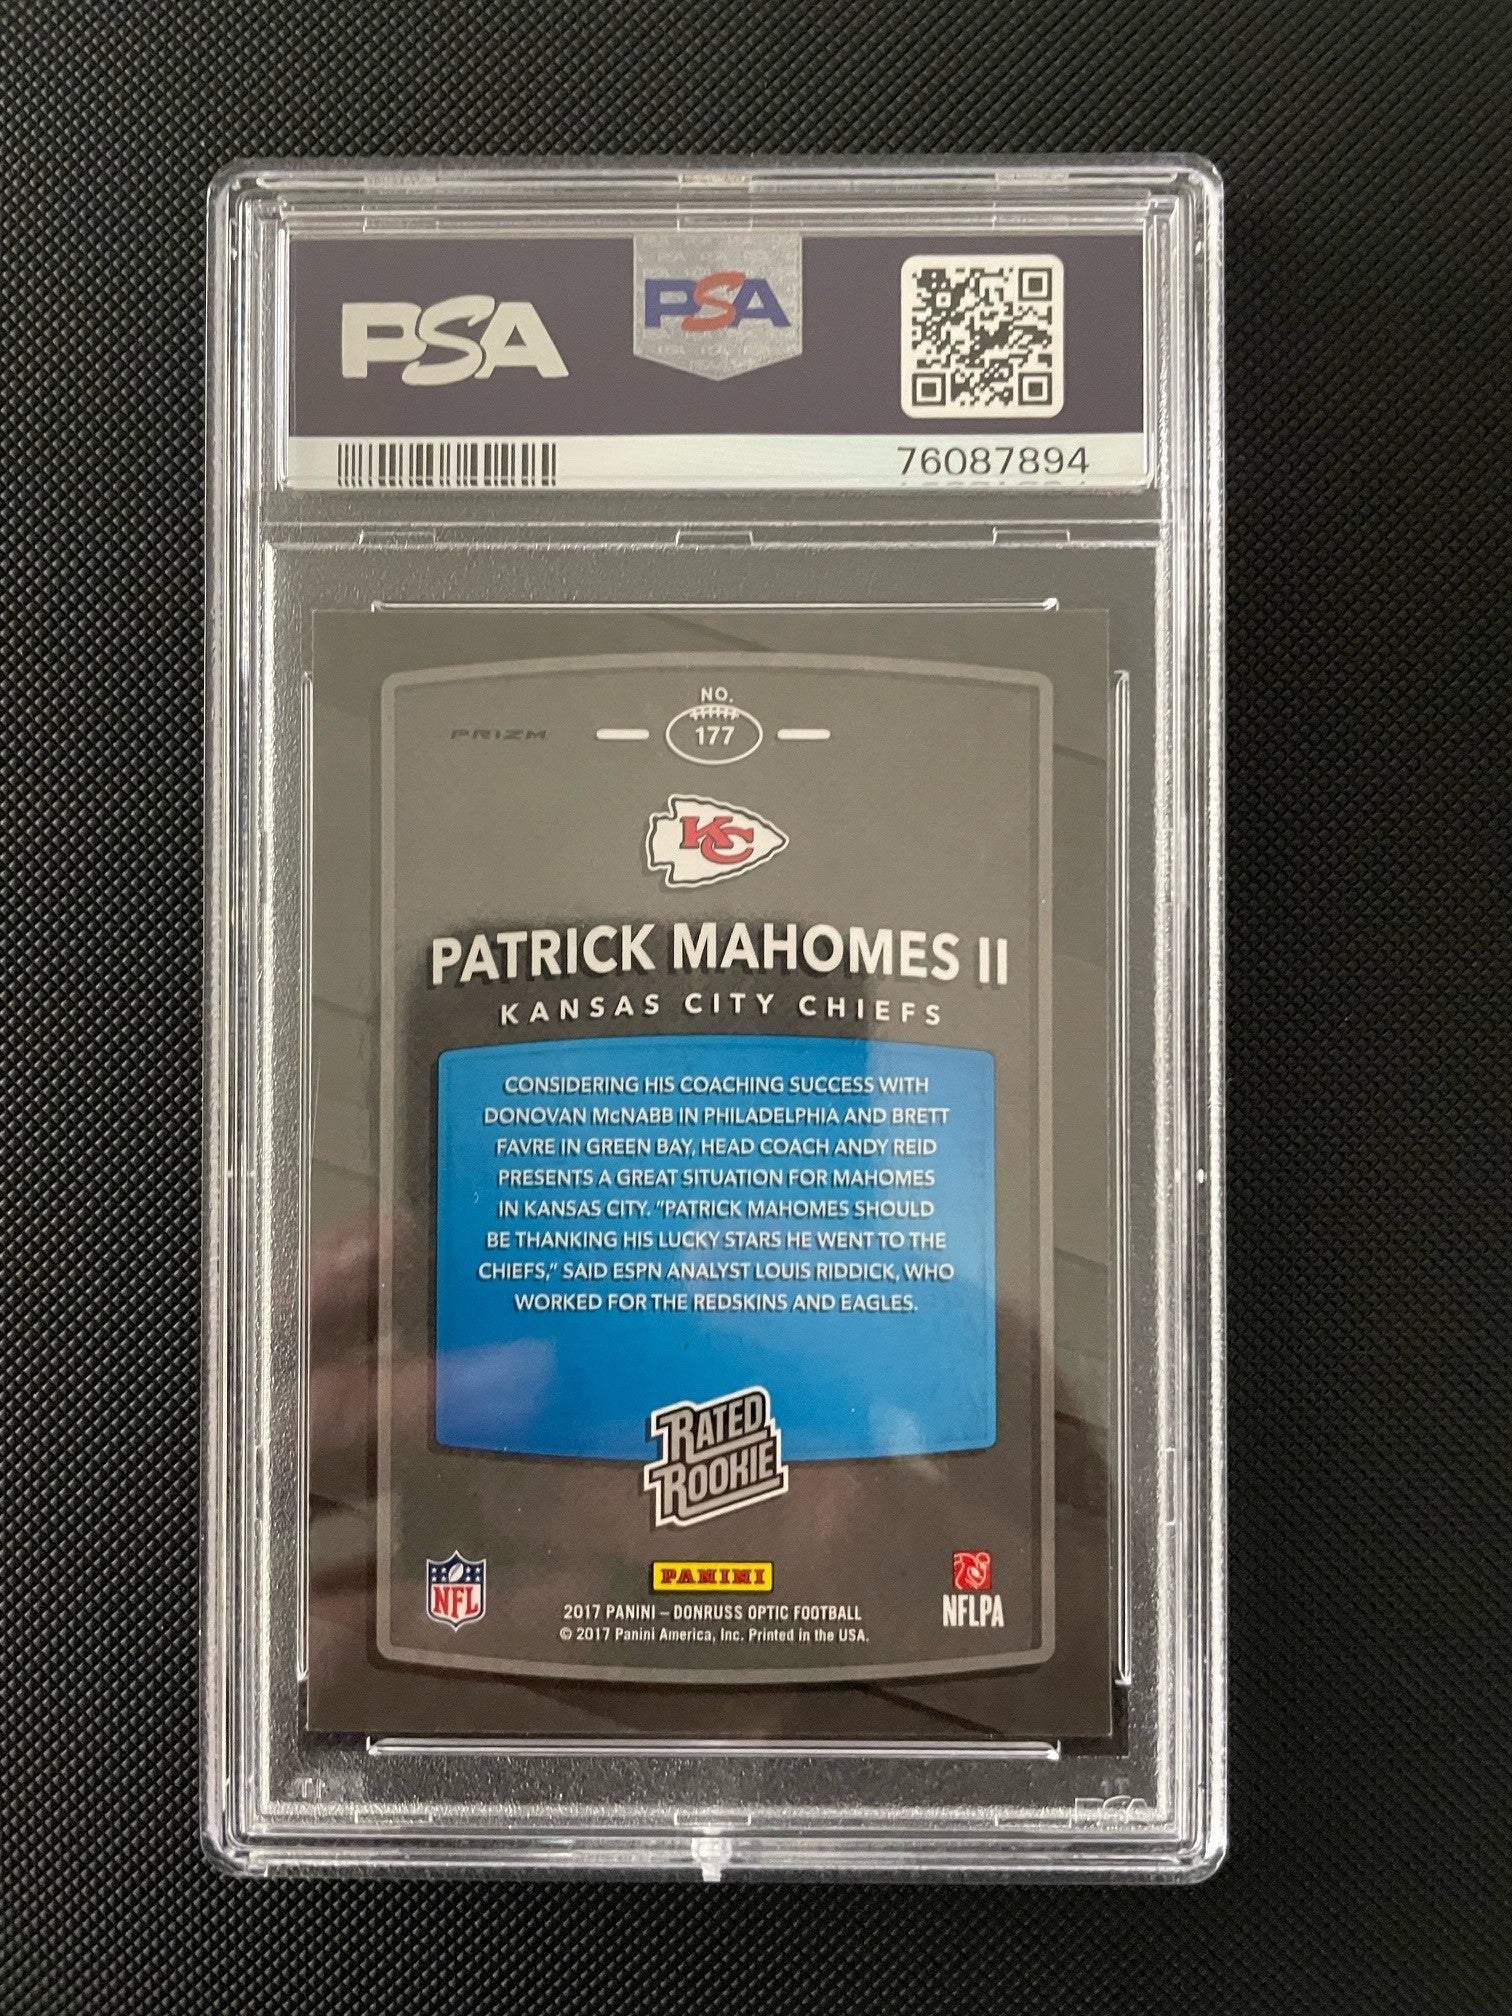 PSA
PSA
76087894
NO.
PRIZM
177
KC
PATRICK MAHOMES II
KANSAS CITY CHIEFS
CONSIDERING HIS COACHING SUCCESS WITH
DONOVAN McNABB IN PHILADELPHIA AND BRETT
FAVRE IN GREEN BAY, HEAD COACH ANDY REID
PRESENTS A GREAT SITUATION FOR MAHOMES
IN KANSAS CITY. "PATRICK MAHOMES SHOULD
BE THANKING HIS LUCKY STARS HE WENT TO THE
CHIEFS," SAID ESPN ANALYST LOUIS RIDDICK, WHO
WORKED FOR THE REDSKINS AND EAGLES.
RATED
ROOKIE
NFL
PANINI
NFLPA
2017 PANINI – DONRUSS OPTIC FOOTBALL
© 2017 Panini America, Inc. Printed in the USA.
PSA